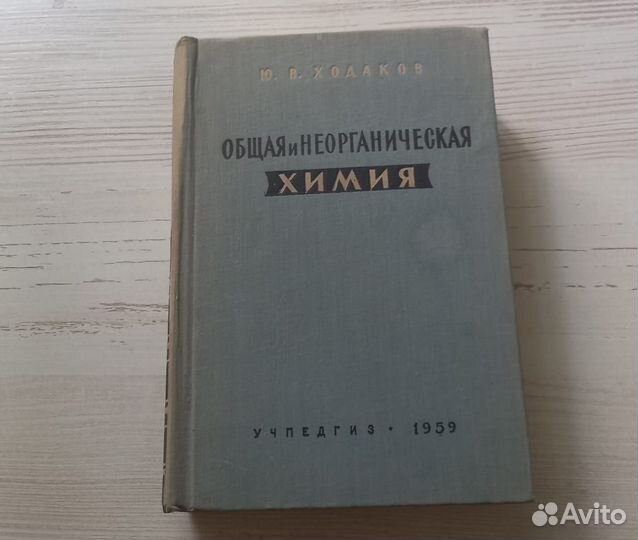 Ю. В. ХОДАКОВ
ОБЩАЯ и НЕОРГАНИЧЕСКАЯ
ХИМИЯ
УЧПЕДГИЗ • 1959
Avito